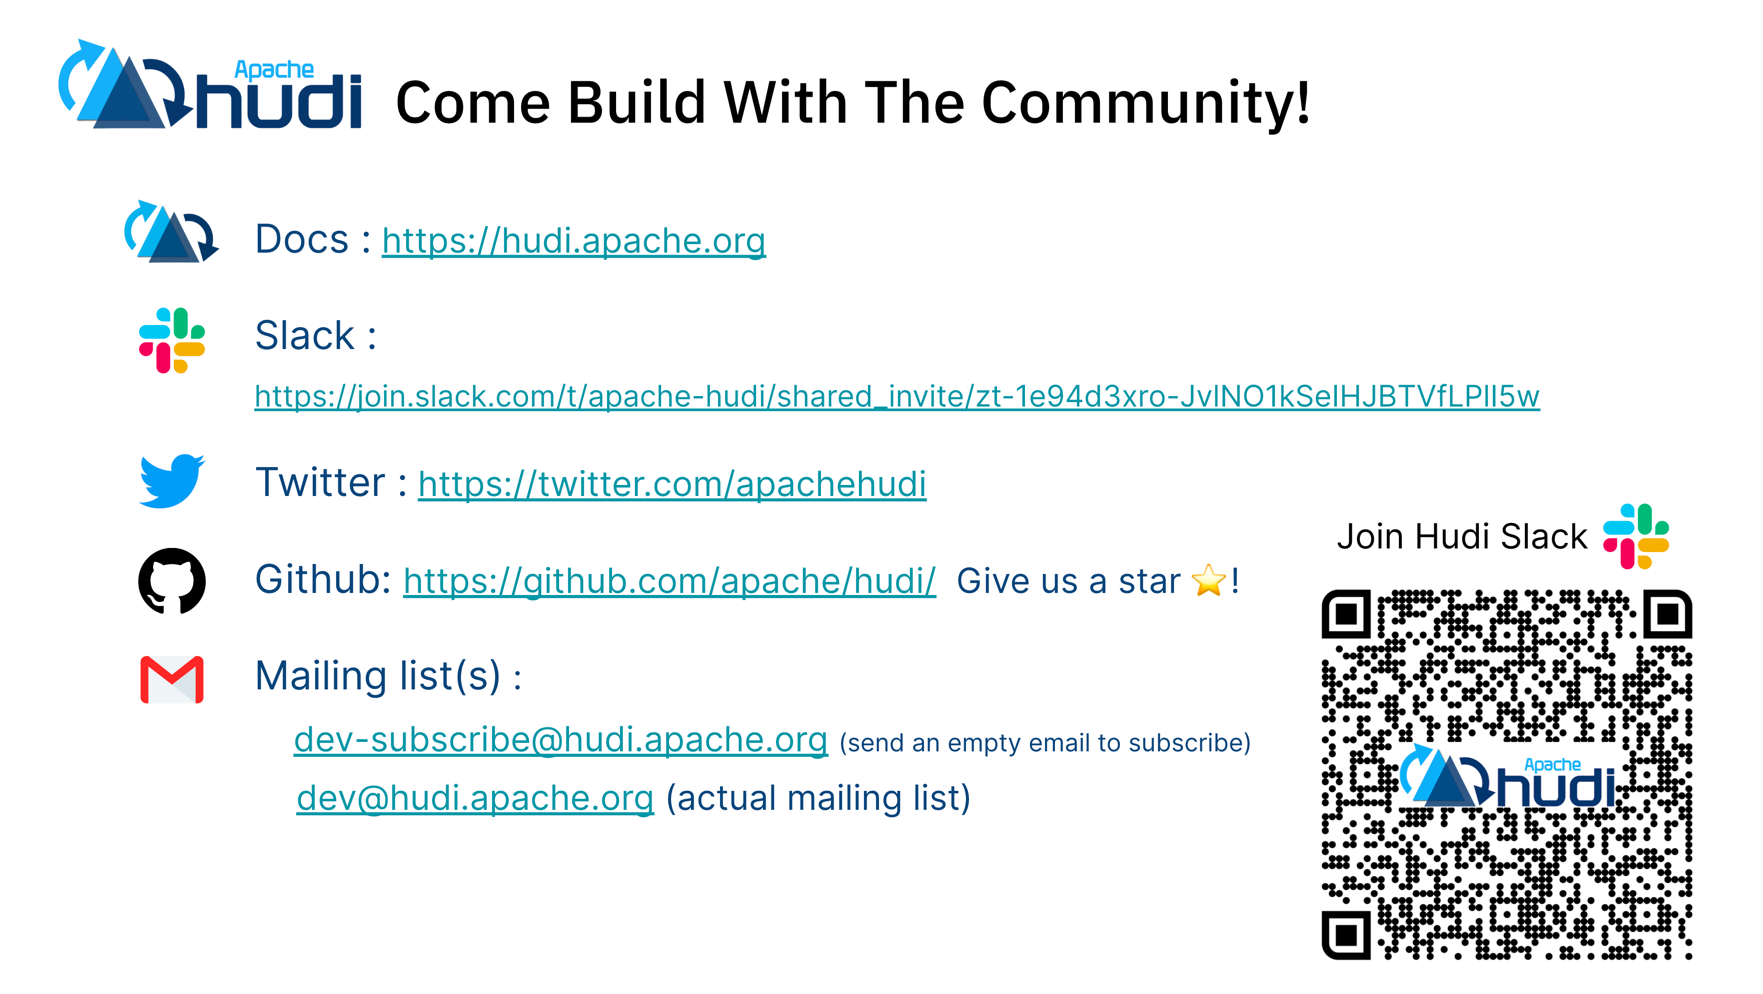 Apache
hudi
Come Build With The Community!
Docs : https://hudi.apache.org
Slack :
https://join.slack.com/t/apache-hudi/shared_invite/zt-1e94d3xro-JvlNO1kSeIHJBTVfLPlI5w
Twitter : https://twitter.com/apachehudi
Github: https://github.com/apache/hudi/ Give us a star ⭐!
Mailing list(s) :
dev-subscribe@hudi.apache.org (send an empty email to subscribe)
dev@hudi.apache.org (actual mailing list)
Join Hudi Slack
Apache
hudi